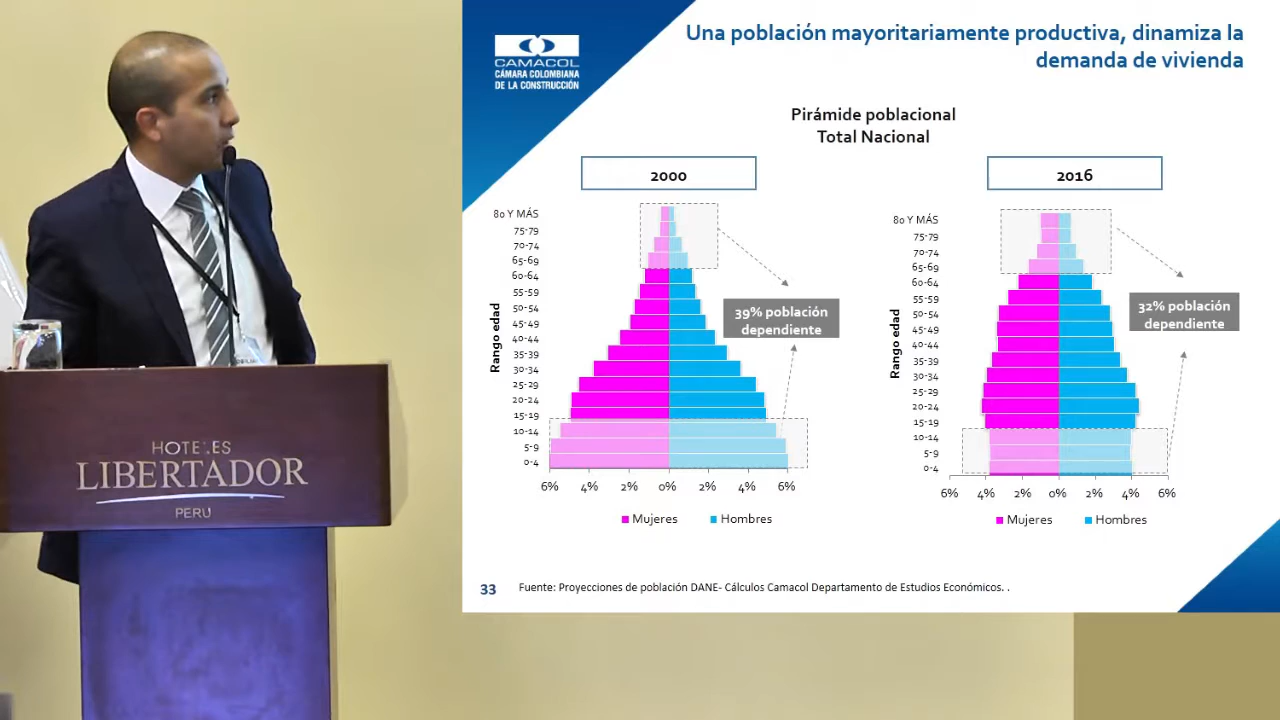 CAMACOL
CÁMARA COLOMBIANA
DE LA CONSTRUCCIÓN
Una población mayoritariamente productiva, dinamiza la
demanda de vivienda
Pirámide poblacional
Total Nacional
2000
80 Y MÁS
75-79
70-74
65-69
60-64
55-59
50-54
45-49
40-44
35-39
30-34
25-29
20-24
15-19
10-14
5-9
0-4
Rango edad
39% población
dependiente
6% 4% 2% 0% 2% 4% 6%
Mujeres Hombres
2016
80 Y MÁS
75-79
70-74
65-69
60-64
55-59
50-54
45-49
40-44
35-39
30-34
25-29
20-24
15-19
10-14
5-9
0-4
Rango edad
32% población
dependiente
6% 4% 2% 0% 2% 4% 6%
Mujeres Hombres
33 Fuente: Proyecciones de población DANE- Cálculos Camacol Departamento de Estudios Económicos. .
HOTELES
LIBERTADOR
PERU